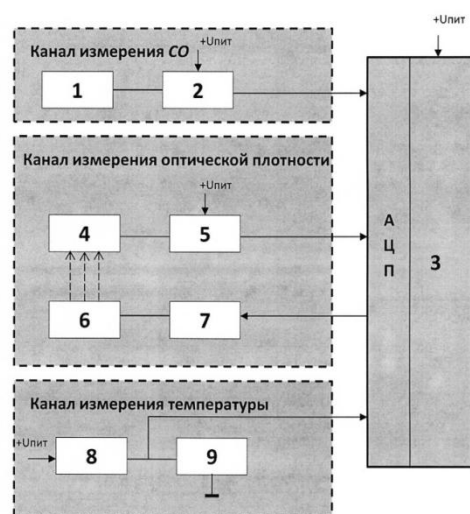 +Uпит
Канал измерения CO
+Uпит
1
2
Канал измерения оптической плотности
+Uпит
4
5
А
Ц
П
3
6
7
Канал измерения температуры
+Uпит
8
9